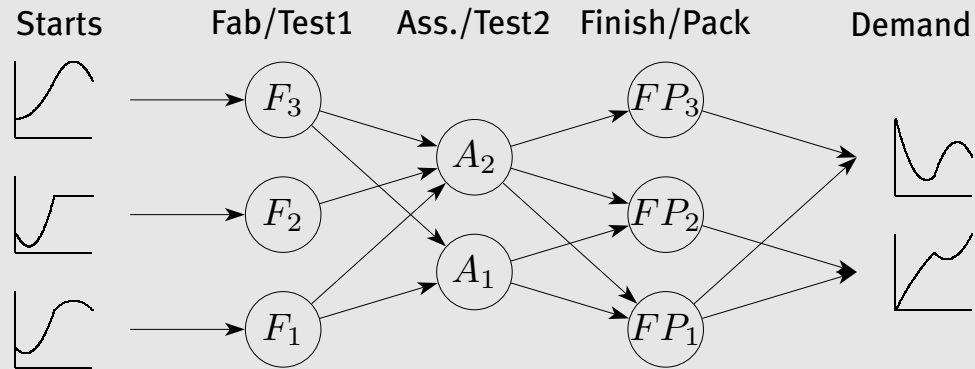 Starts Fab/Test1 Ass./Test2 Finish/Pack Demand
F₃ FP₃
A₂
F₂ FP₂
A₁
F₁ FP₁